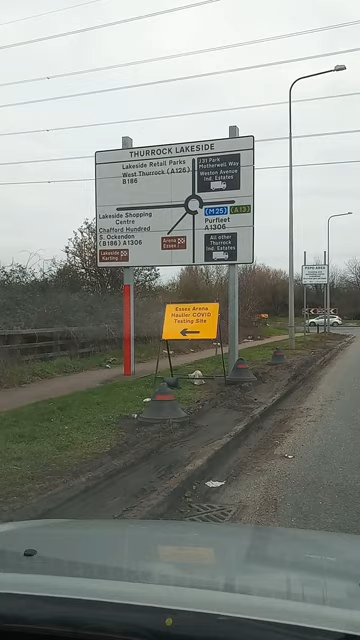 THURROCK LAKESIDE
Lakeside Retail Parks
West Thurrock (A126)
B186
J31 Park
Motherwell Way
Weston Avenue
Ind. Estates
Lakeside Shopping
Centre
Chafford Hundred
S. Ockendon
(B186) A1306
Lakeside
Karting
Arena
Essex
(M25) (A13)
Purfleet
A1306
All other
Thurrock
Ind. Estates
Essex Arena
Haulier COVID
Testing Site